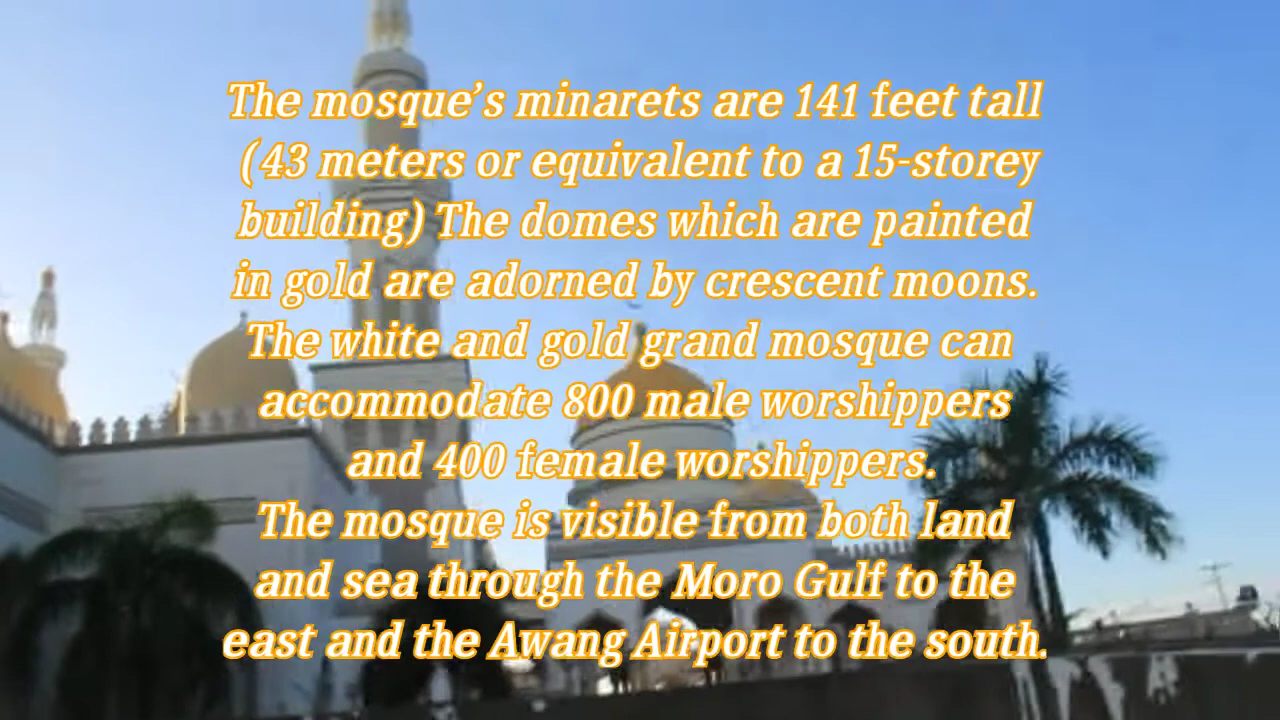 The mosque’s minarets are 141 feet tall
(43 meters or equivalent to a 15-storey
building) The domes which are painted
in gold are adorned by crescent moons.
The white and gold grand mosque can
accommodate 800 male worshippers
and 400 female worshippers.
The mosque is visible from both land
and sea through the Moro Gulf to the
east and the Awang Airport to the south.